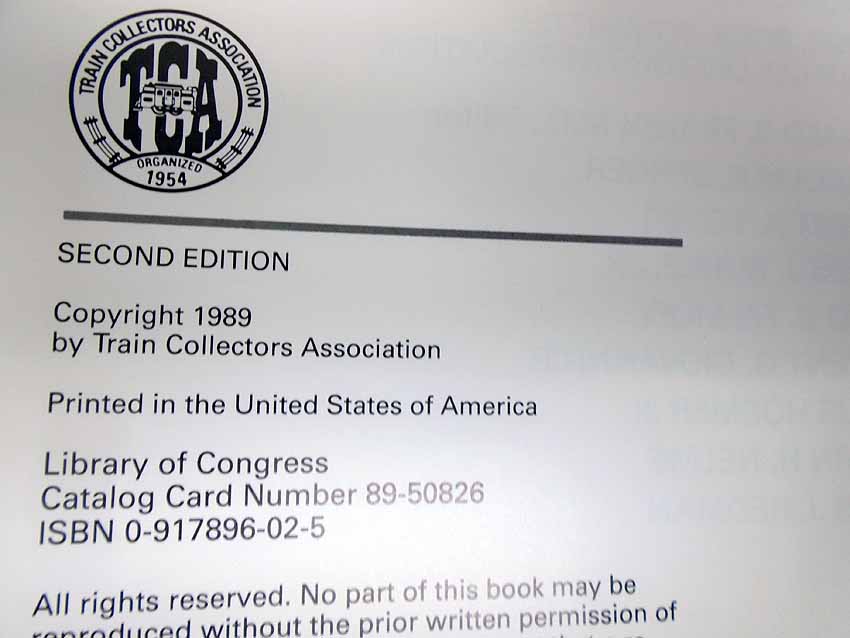 TRAIN COLLECTORS ASSOCIATION
TCA
ORGANIZED
1954
SECOND EDITION
Copyright 1989
by Train Collectors Association
Printed in the United States of America
Library of Congress
Catalog Card Number 89-50826
ISBN 0-917896-02-5
All rights reserved. No part of this book may be
reproduced without the prior written permission of